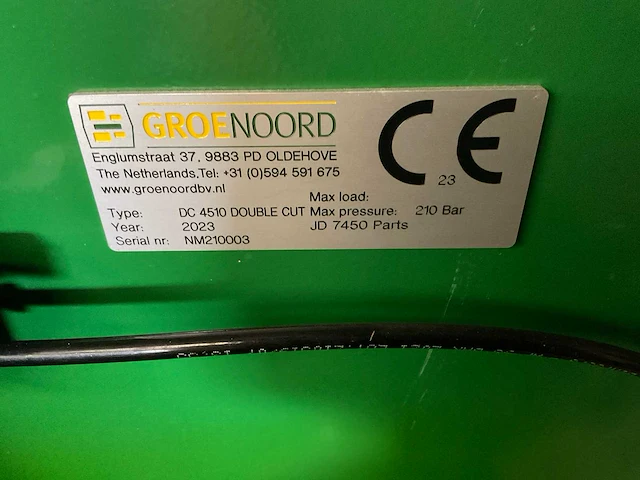 GROENOORD
Englumstraat 37, 9883 PD OLDEHOVE
The Netherlands,Tel: +31 (0)594 591 675
www.groenoordbv.nl
CE
23
Max load:
Type: DC 4510 DOUBLE CUT Max pressure: 210 Bar
Year: 2023 JD 7450 Parts
Serial nr: NM210003